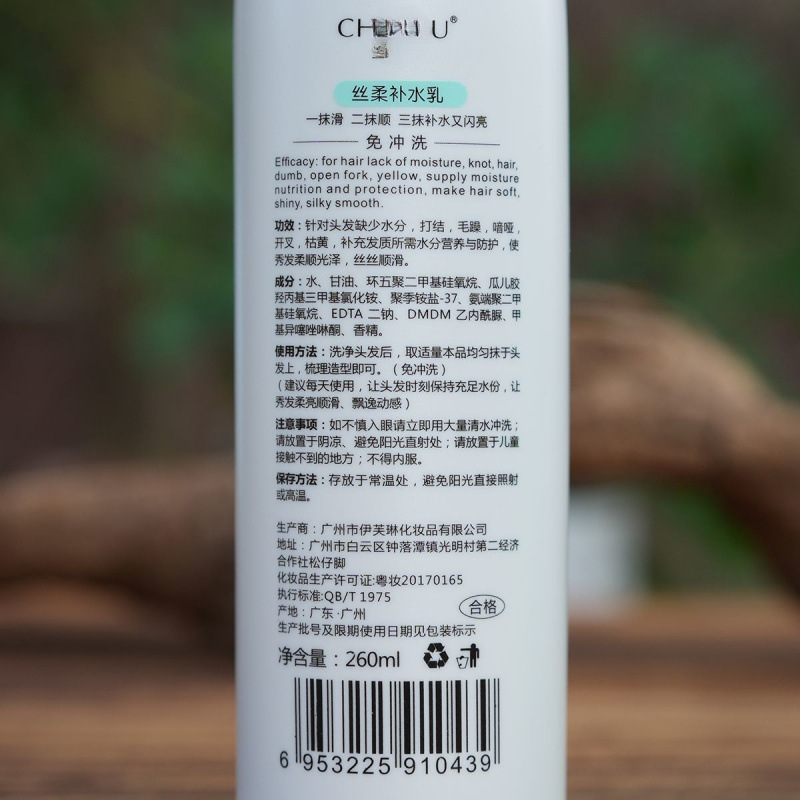 丝柔补水乳
一抹滑 二抹顺 三抹补水又闪亮
免冲洗
Efficacy: for hair lack of moisture, knot, hair,
dumb, open fork, yellow, supply moisture
nutrition and protection, make hair soft,
shiny, silky smooth.
功效：针对头发缺少水分，打结，毛躁，喑哑，
开叉，枯黄，补充发质所需水分营养与防护，使
秀发柔顺光泽，丝丝顺滑。
成分：水、甘油、环五聚二甲基硅氧烷、瓜儿胶
羟丙基三甲基氯化铵、聚季铵盐-37、氨端聚二甲
基硅氧烷、EDTA 二钠、DMDM 乙内酰脲、甲
基异噻唑啉酮、香精。
使用方法：洗净头发后，取适量本品均匀抹于头
发上，梳理造型即可。（免冲洗）
（建议每天使用，让头发时刻保持充足水份，让
秀发柔亮顺滑、飘逸动感）
注意事项：如不慎入眼请立即用大量清水冲洗；
请放置于阴凉、避免阳光直射处；请放置于儿童
接触不到的地方；不得内服。
保存方法：存放于常温处，避免阳光直接照射
或高温。
生产商：广州市伊芙琳化妆品有限公司
地址：广州市白云区钟落潭镇光明村第二经济
合作社松仔脚
化妆品生产许可证:粤妆20170165
执行标准:QB/T 1975
产地：广东·广州
合格
生产批号及限期使用日期见包装标示
净含量：260ml
6 953225 910439